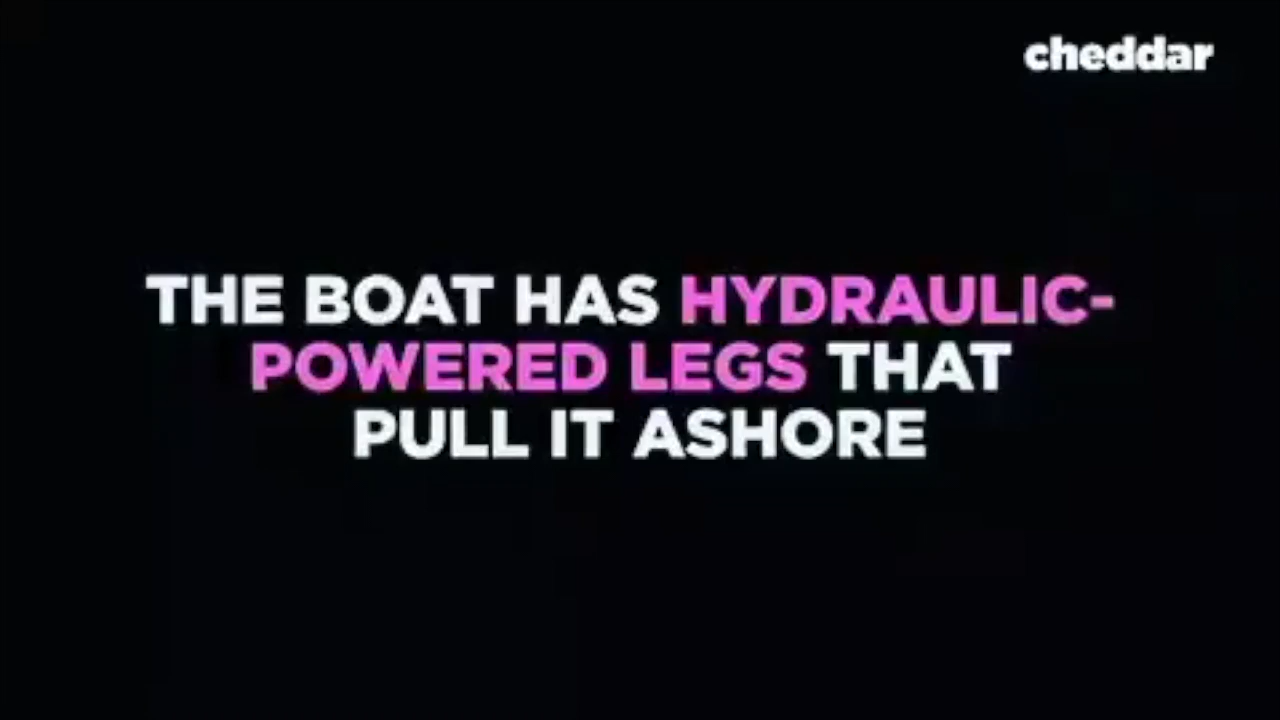 cheddar
THE BOAT HAS HYDRAULIC-
POWERED LEGS THAT
PULL IT ASHORE